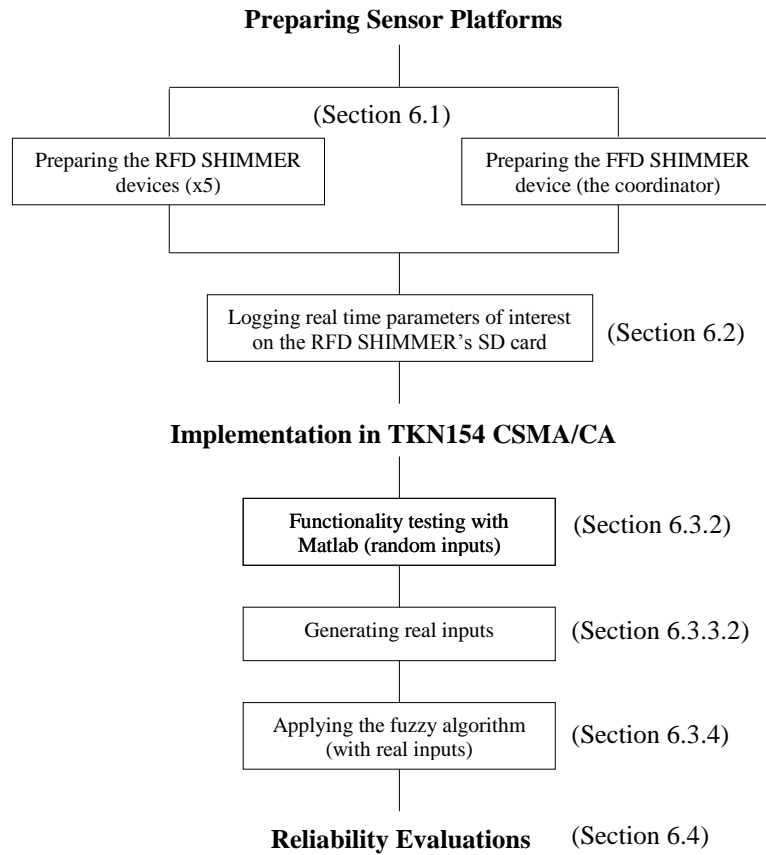 Preparing Sensor Platforms
(Section 6.1)
Preparing the RFD SHIMMER
devices (x5)
Preparing the FFD SHIMMER
device (the coordinator)
Logging real time parameters of interest
on the RFD SHIMMER's SD card
(Section 6.2)
Implementation in TKN154 CSMA/CA
Functionality testing with
Matlab (random inputs)
(Section 6.3.2)
Generating real inputs
(Section 6.3.3.2)
Applying the fuzzy algorithm
(with real inputs)
(Section 6.3.4)
Reliability Evaluations
(Section 6.4)